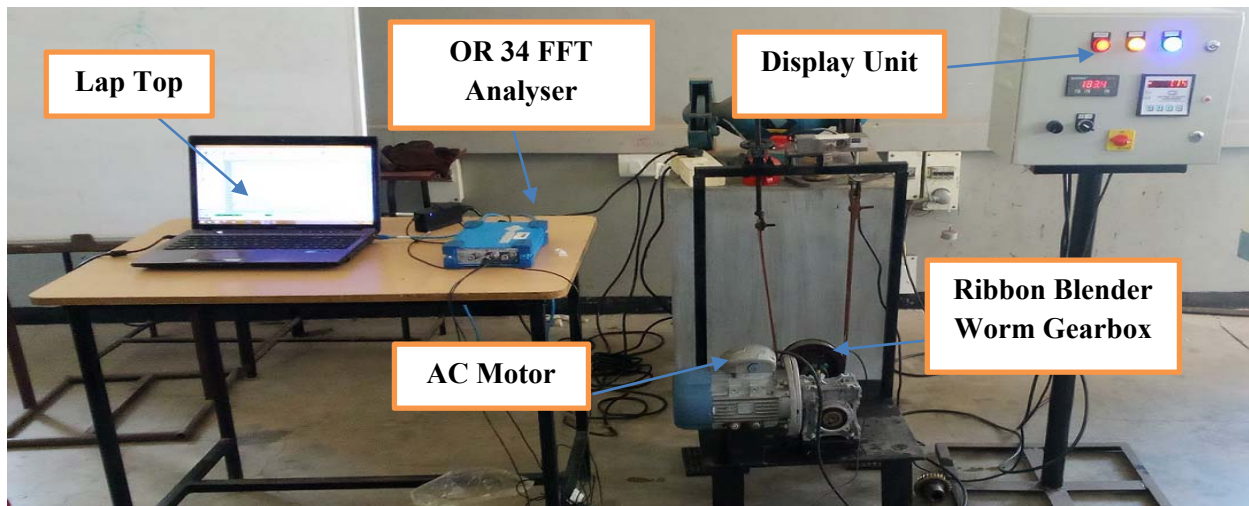 Lap Top
OR 34 FFT
Analyser
Display Unit
Ribbon Blender
Worm Gearbox
AC Motor